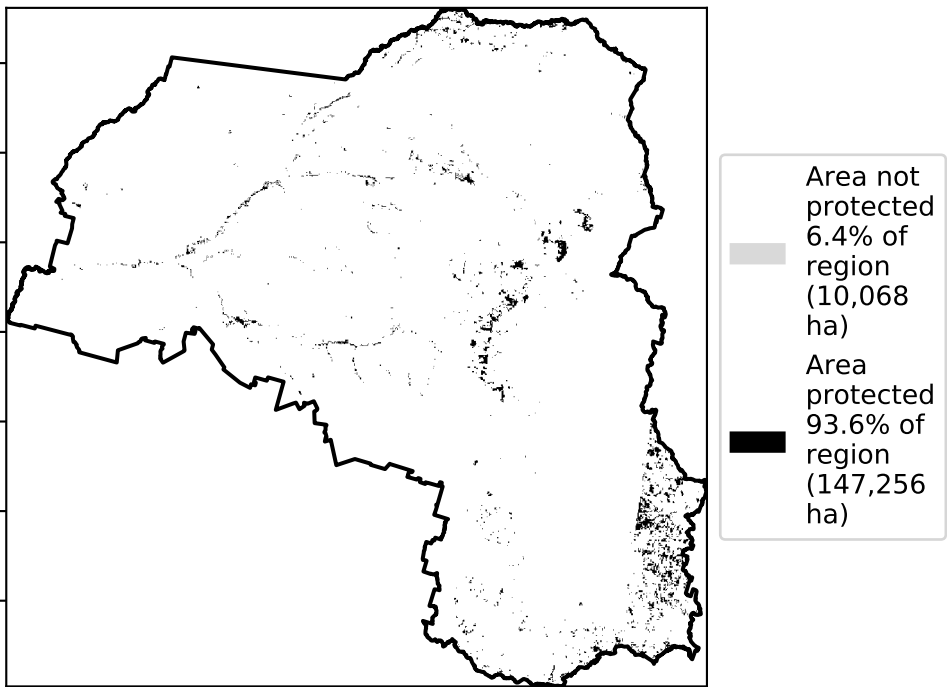 Area not
protected
6.4% of
region
(10,068
ha)
Area
protected
93.6% of
region
(147,256
ha)